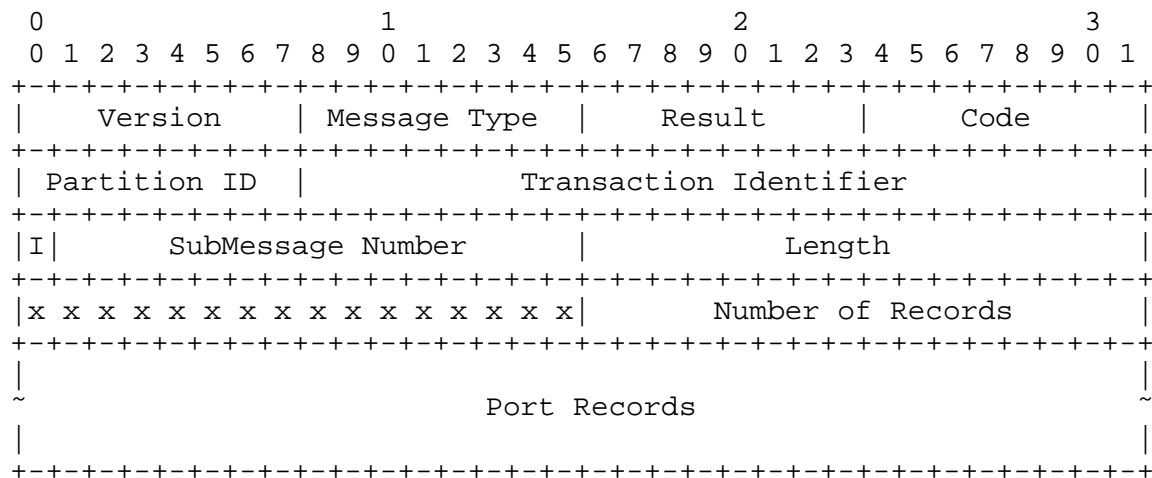 0                   1                   2                   3
 0 1 2 3 4 5 6 7 8 9 0 1 2 3 4 5 6 7 8 9 0 1 2 3 4 5 6 7 8 9 0 1
+-+-+-+-+-+-+-+-+-+-+-+-+-+-+-+-+-+-+-+-+-+-+-+-+-+-+-+-+-+-+-+-+
|    Version    | Message Type  |    Result     |     Code      |
+-+-+-+-+-+-+-+-+-+-+-+-+-+-+-+-+-+-+-+-+-+-+-+-+-+-+-+-+-+-+-+-+
| Partition ID  |            Transaction Identifier             |
+-+-+-+-+-+-+-+-+-+-+-+-+-+-+-+-+-+-+-+-+-+-+-+-+-+-+-+-+-+-+-+-+
|I|      SubMessage Number      |            Length             |
+-+-+-+-+-+-+-+-+-+-+-+-+-+-+-+-+-+-+-+-+-+-+-+-+-+-+-+-+-+-+-+-+
|x x x x x x x x x x x x x x x x|       Number of Records       |
+-+-+-+-+-+-+-+-+-+-+-+-+-+-+-+-+-+-+-+-+-+-+-+-+-+-+-+-+-+-+-+-+
|                                                               |
~                          Port Records                         ~
|                                                               |
+-+-+-+-+-+-+-+-+-+-+-+-+-+-+-+-+-+-+-+-+-+-+-+-+-+-+-+-+-+-+-+-+